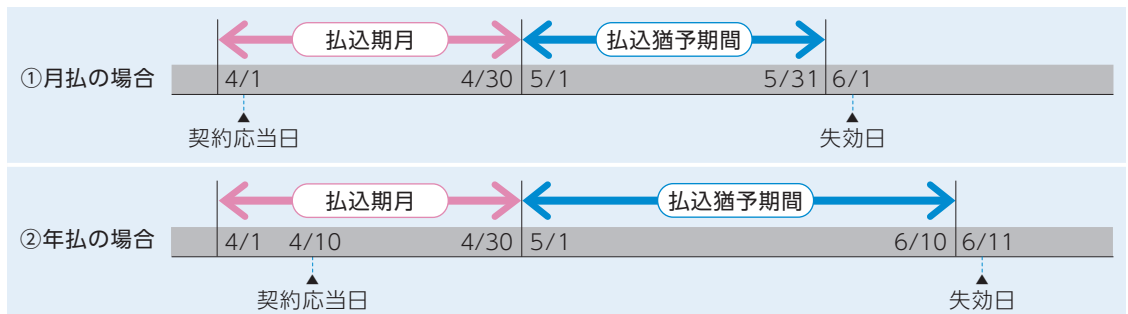 払込期月 払込猶予期間
①月払の場合 4/1 4/30 5/1 5/31 6/1
契約応当日 失効日
払込期月 払込猶予期間
②年払の場合 4/1 4/10 4/30 5/1 6/10 6/11
契約応当日 失効日